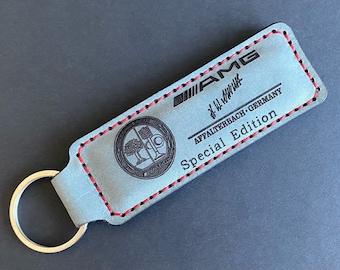 AMG
AFFALTERBACH · GERMANY
Special Edition